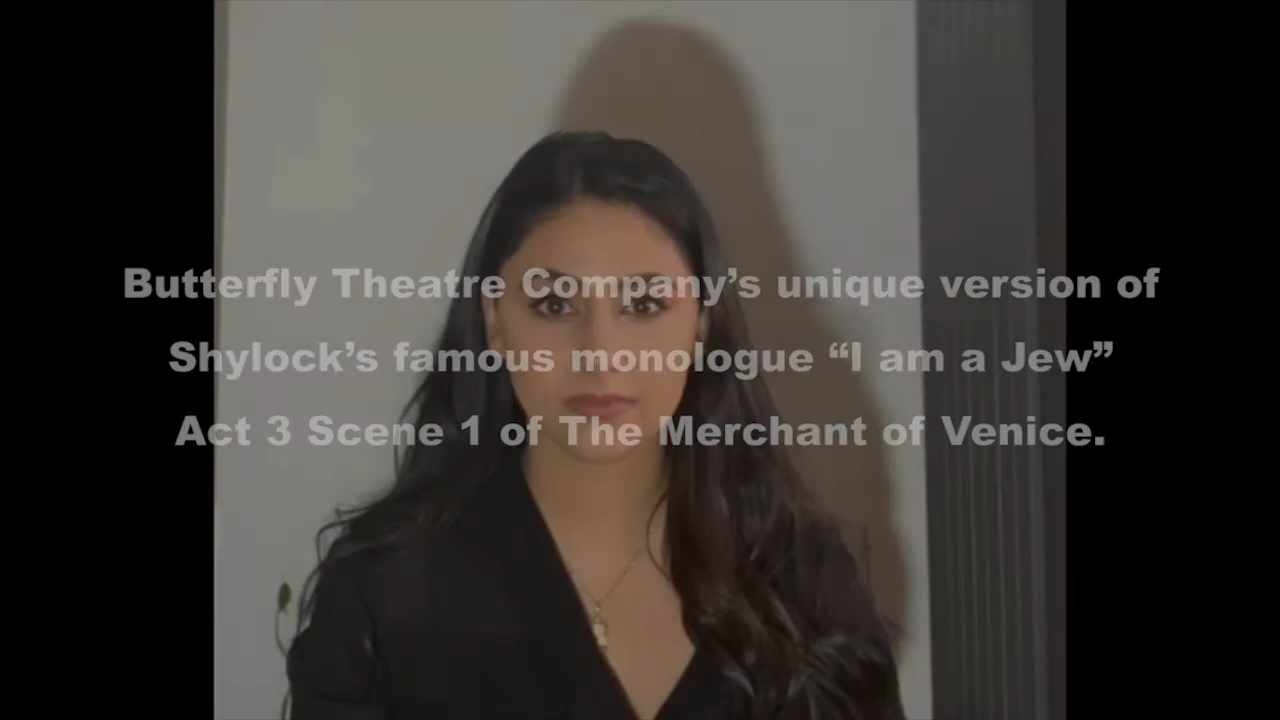 Butterfly Theatre Company’s unique version of
Shylock’s famous monologue “I am a Jew”
Act 3 Scene 1 of The Merchant of Venice.